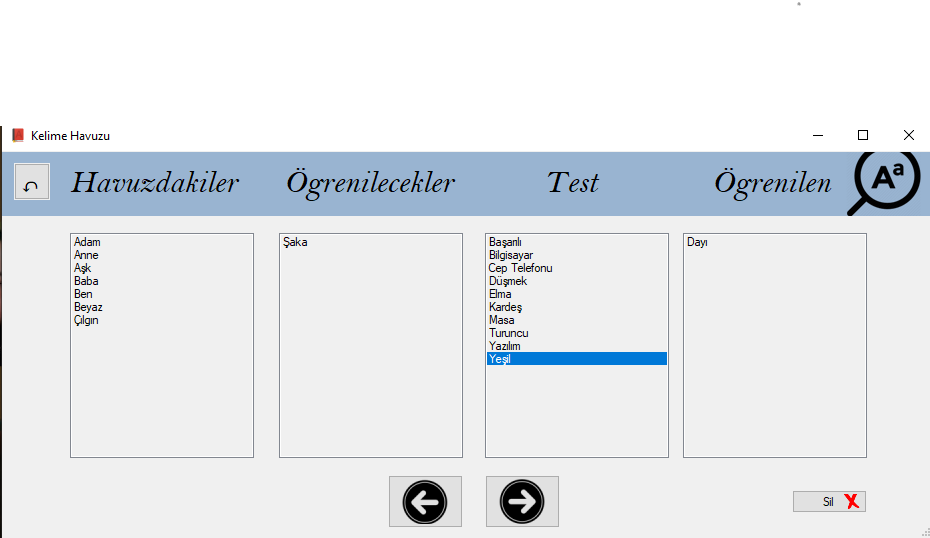 Kelime Havuzu
Havuzdakiler
Ögrenilecekler
Test
Ögrenilen
Aa
Adam
Anne
Aşk
Baba
Ben
Beyaz
Çılgın
Şaka
Başarılı
Bilgisayar
Cep Telefonu
Düşmek
Elma
Kardeş
Masa
Turuncu
Yazılım
Yeşil
Dayı
Sil